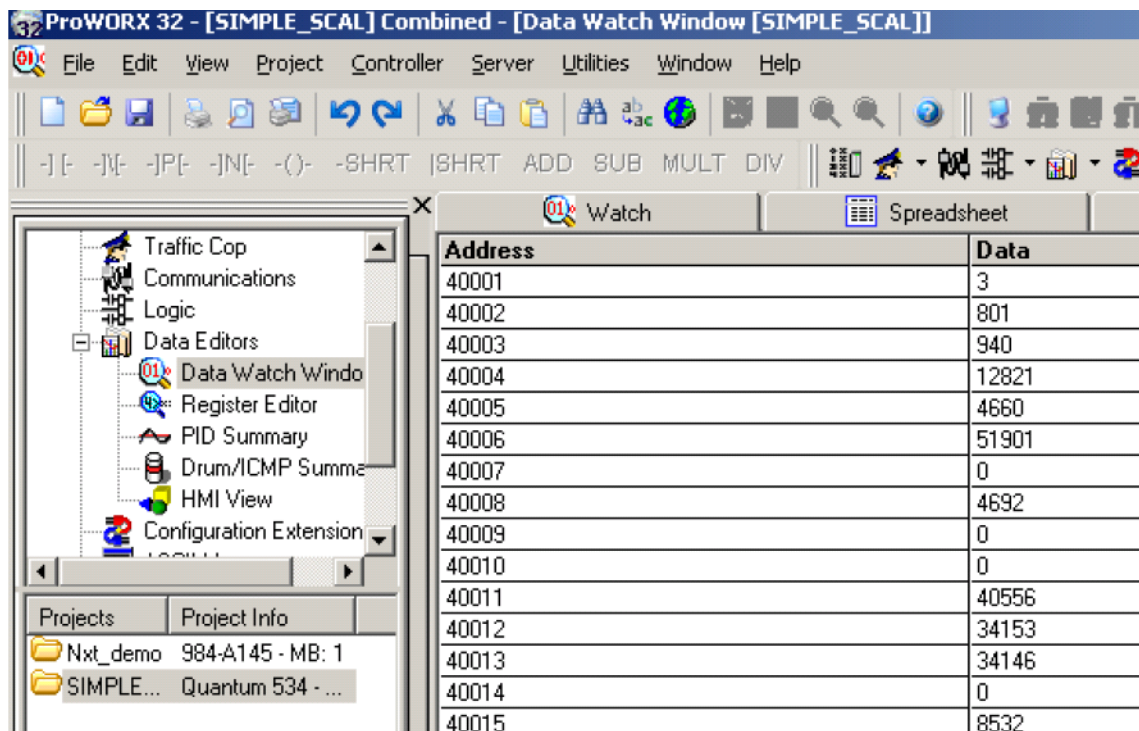 ProWORX 32 - [SIMPLE_SCAL] Combined - [Data Watch Window [SIMPLE_SCAL]]
File Edit View Project Controller Server Utilities Window Help
-] [- -]\[- -]P[- -]N[- -()- -SHRT |SHRT ADD SUB MULT DIV
Watch Spreadsheet
Traffic Cop
Communications
Logic
Data Editors
Data Watch Windo
Register Editor
PID Summary
Drum/ICMP Summa
HMI View
Configuration Extension
Projects Project Info
Nxt_demo 984-A145 - MB: 1
SIMPLE... Quantum 534 - ...
Address Data
40001 3
40002 801
40003 940
40004 12821
40005 4660
40006 51901
40007 0
40008 4692
40009 0
40010 0
40011 40556
40012 34153
40013 34146
40014 0
40015 8532